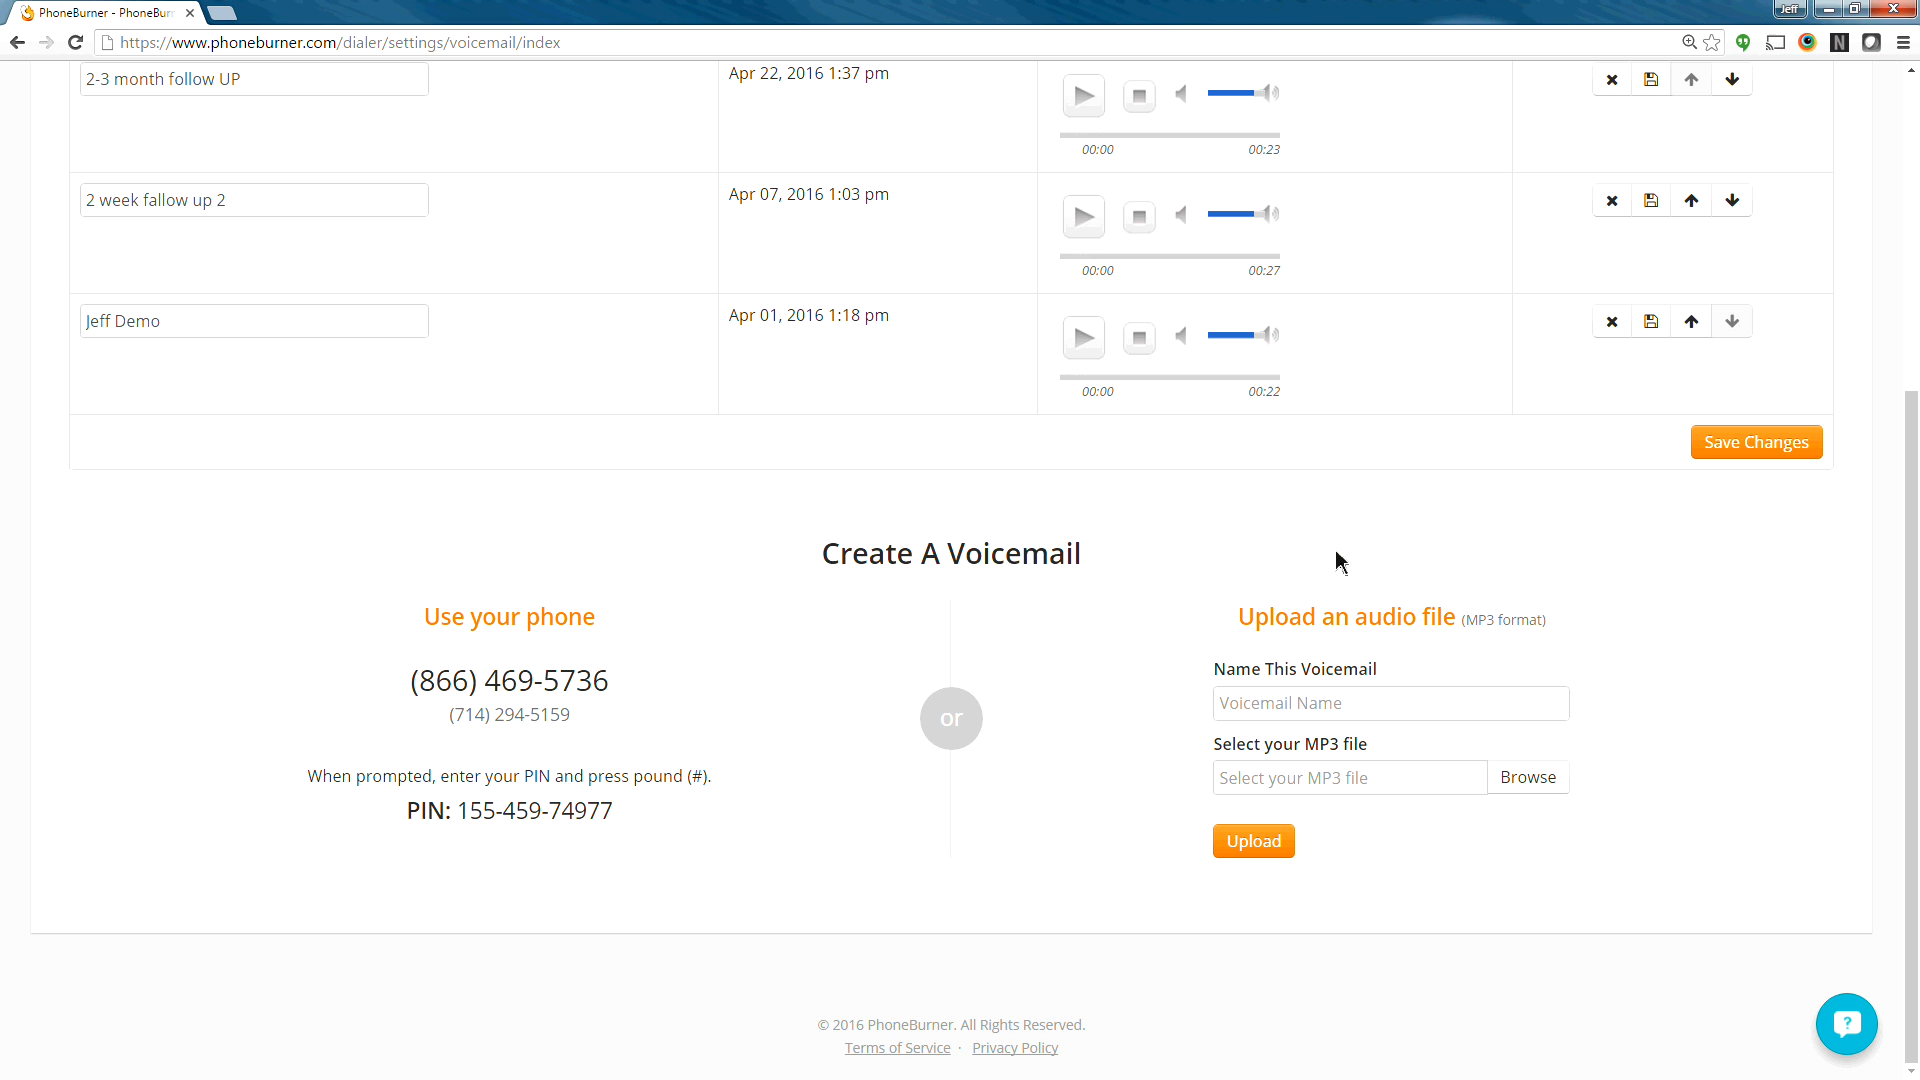 PhoneBurner - PhoneBur
Jeff
https://www.phoneburner.com/dialer/settings/voicemail/index
2-3 month follow UP
Apr 22, 2016 1:37 pm
00:00
00:23
2 week fallow up 2
Apr 07, 2016 1:03 pm
00:00
00:27
Jeff Demo
Apr 01, 2016 1:18 pm
00:00
00:22
Save Changes
Create A Voicemail
Use your phone
(866) 469-5736
(714) 294-5159
When prompted, enter your PIN and press pound (#).
PIN: 155-459-74977
or
Upload an audio file (MP3 format)
Name This Voicemail
Voicemail Name
Select your MP3 file
Select your MP3 file
Browse
Upload
© 2016 PhoneBurner. All Rights Reserved.
Terms of Service · Privacy Policy